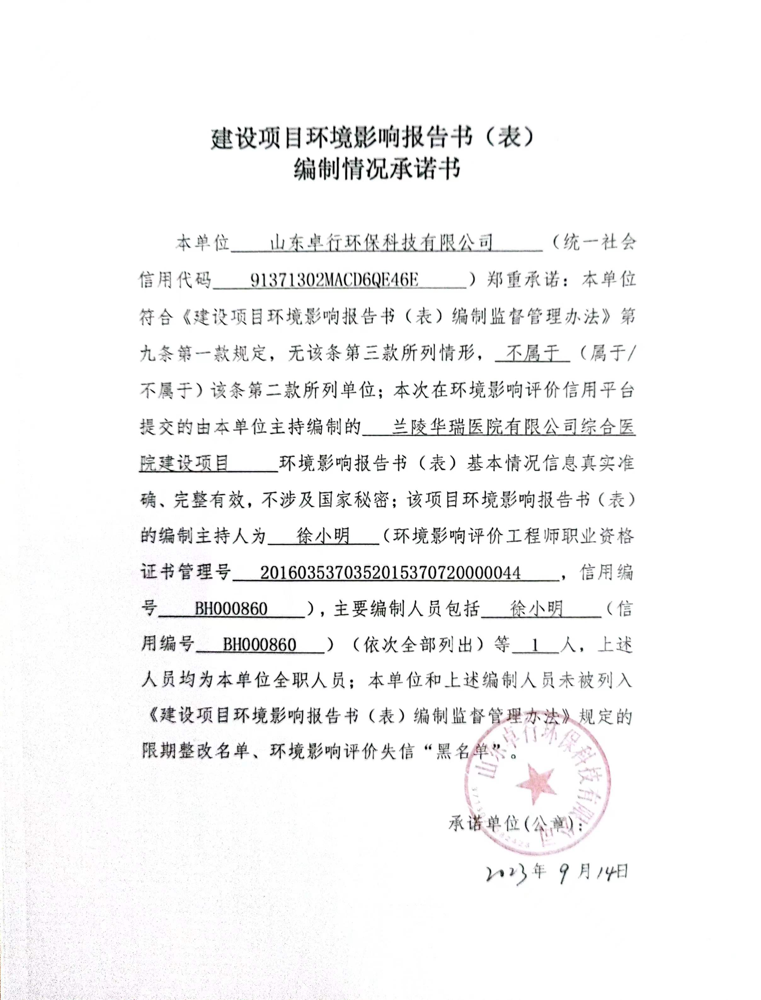 建设项目环境影响报告书（表）
编制情况承诺书
本单位 山东卓行环保科技有限公司 （统一社会
信用代码 91371302MACD6QE46E ）郑重承诺：本单位
符合《建设项目环境影响报告书（表）编制监督管理办法》第
九条第一款规定，无该条第三款所列情形， 不属于 （属于/
不属于）该条第二款所列单位；本次在环境影响评价信用平台
提交的由本单位主持编制的 兰陵华瑞医院有限公司综合医
院建设项目 环境影响报告书（表）基本情况信息真实准
确、完整有效，不涉及国家秘密；该项目环境影响报告书（表）
的编制主持人为 徐小明 （环境影响评价工程师职业资格
证书管理号 2016035370352015370720000044 ，信用编
号 BH000860 ），主要编制人员包括 徐小明 （信
用编号 BH000860 ）（依次全部列出）等 1 人，上述
人员均为本单位全职人员；本单位和上述编制人员未被列入
《建设项目环境影响报告书（表）编制监督管理办法》规定的
限期整改名单、环境影响评价失信“黑名单”。
山东卓行环保科技有限公司
承诺单位(公章)：
2023年 9 月 14日